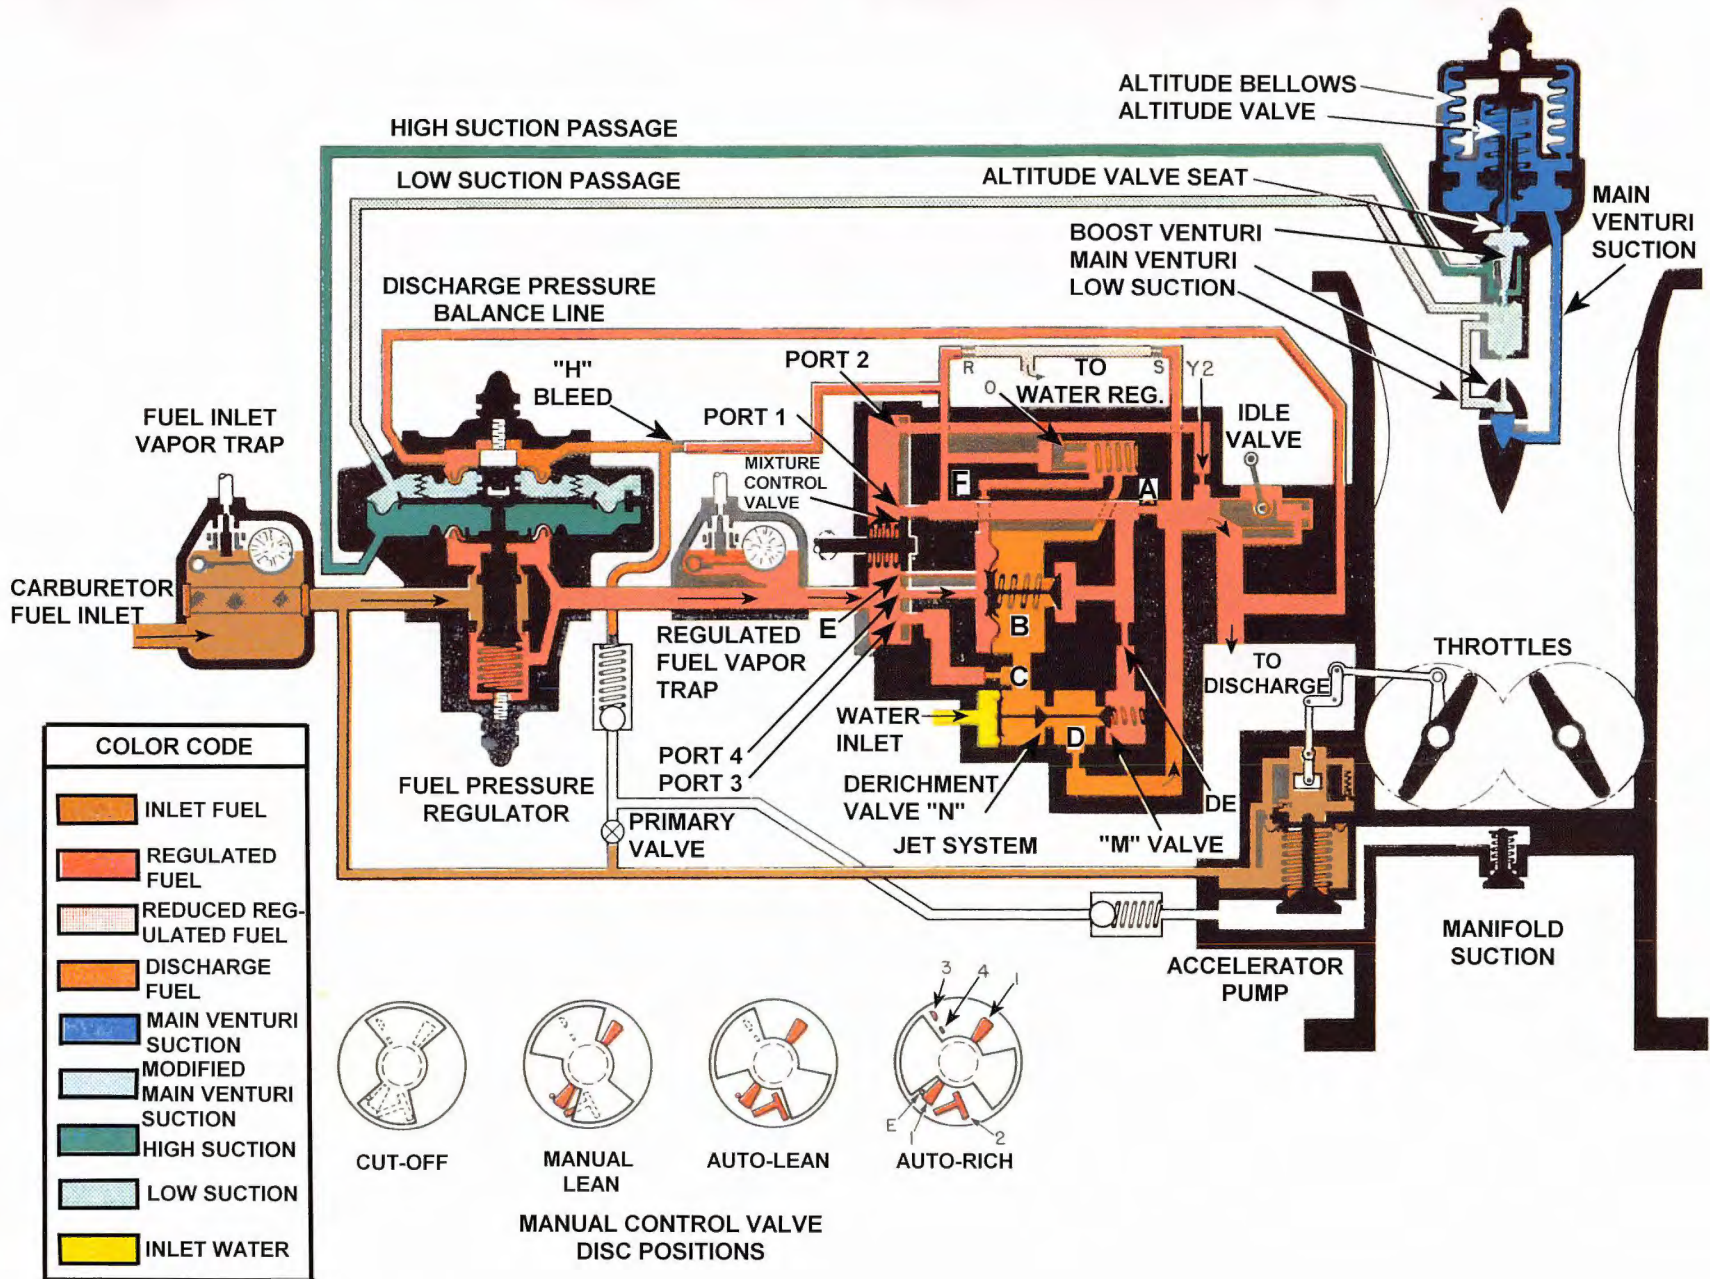 ALTITUDE BELLOWS
ALTITUDE VALVE
HIGH SUCTION PASSAGE
LOW SUCTION PASSAGE
ALTITUDE VALVE SEAT
MAIN
VENTURI
SUCTION
BOOST VENTURI
MAIN VENTURI
LOW SUCTION
DISCHARGE PRESSURE
BALANCE LINE
"H"
BLEED
PORT 2
R
S
TO
WATER REG.
O
Y2
PORT 1
IDLE
VALVE
FUEL INLET
VAPOR TRAP
MIXTURE
CONTROL
VALVE
F
A
CARBURETOR
FUEL INLET
E
B
REGULATED
FUEL VAPOR
TRAP
C
TO
DISCHARGE
THROTTLES
WATER
INLET
D
PORT 4
PORT 3
DERICHMENT
VALVE "N"
DE
JET SYSTEM
"M" VALVE
FUEL PRESSURE
REGULATOR
PRIMARY
VALVE
MANIFOLD
SUCTION
ACCELERATOR
PUMP
COLOR CODE
INLET FUEL
REGULATED
FUEL
REDUCED REG-
ULATED FUEL
DISCHARGE
FUEL
MAIN VENTURI
SUCTION
MODIFIED
MAIN VENTURI
SUCTION
HIGH SUCTION
LOW SUCTION
INLET WATER
3
4
1
E
1
2
CUT-OFF
MANUAL
LEAN
AUTO-LEAN
AUTO-RICH
MANUAL CONTROL VALVE
DISC POSITIONS